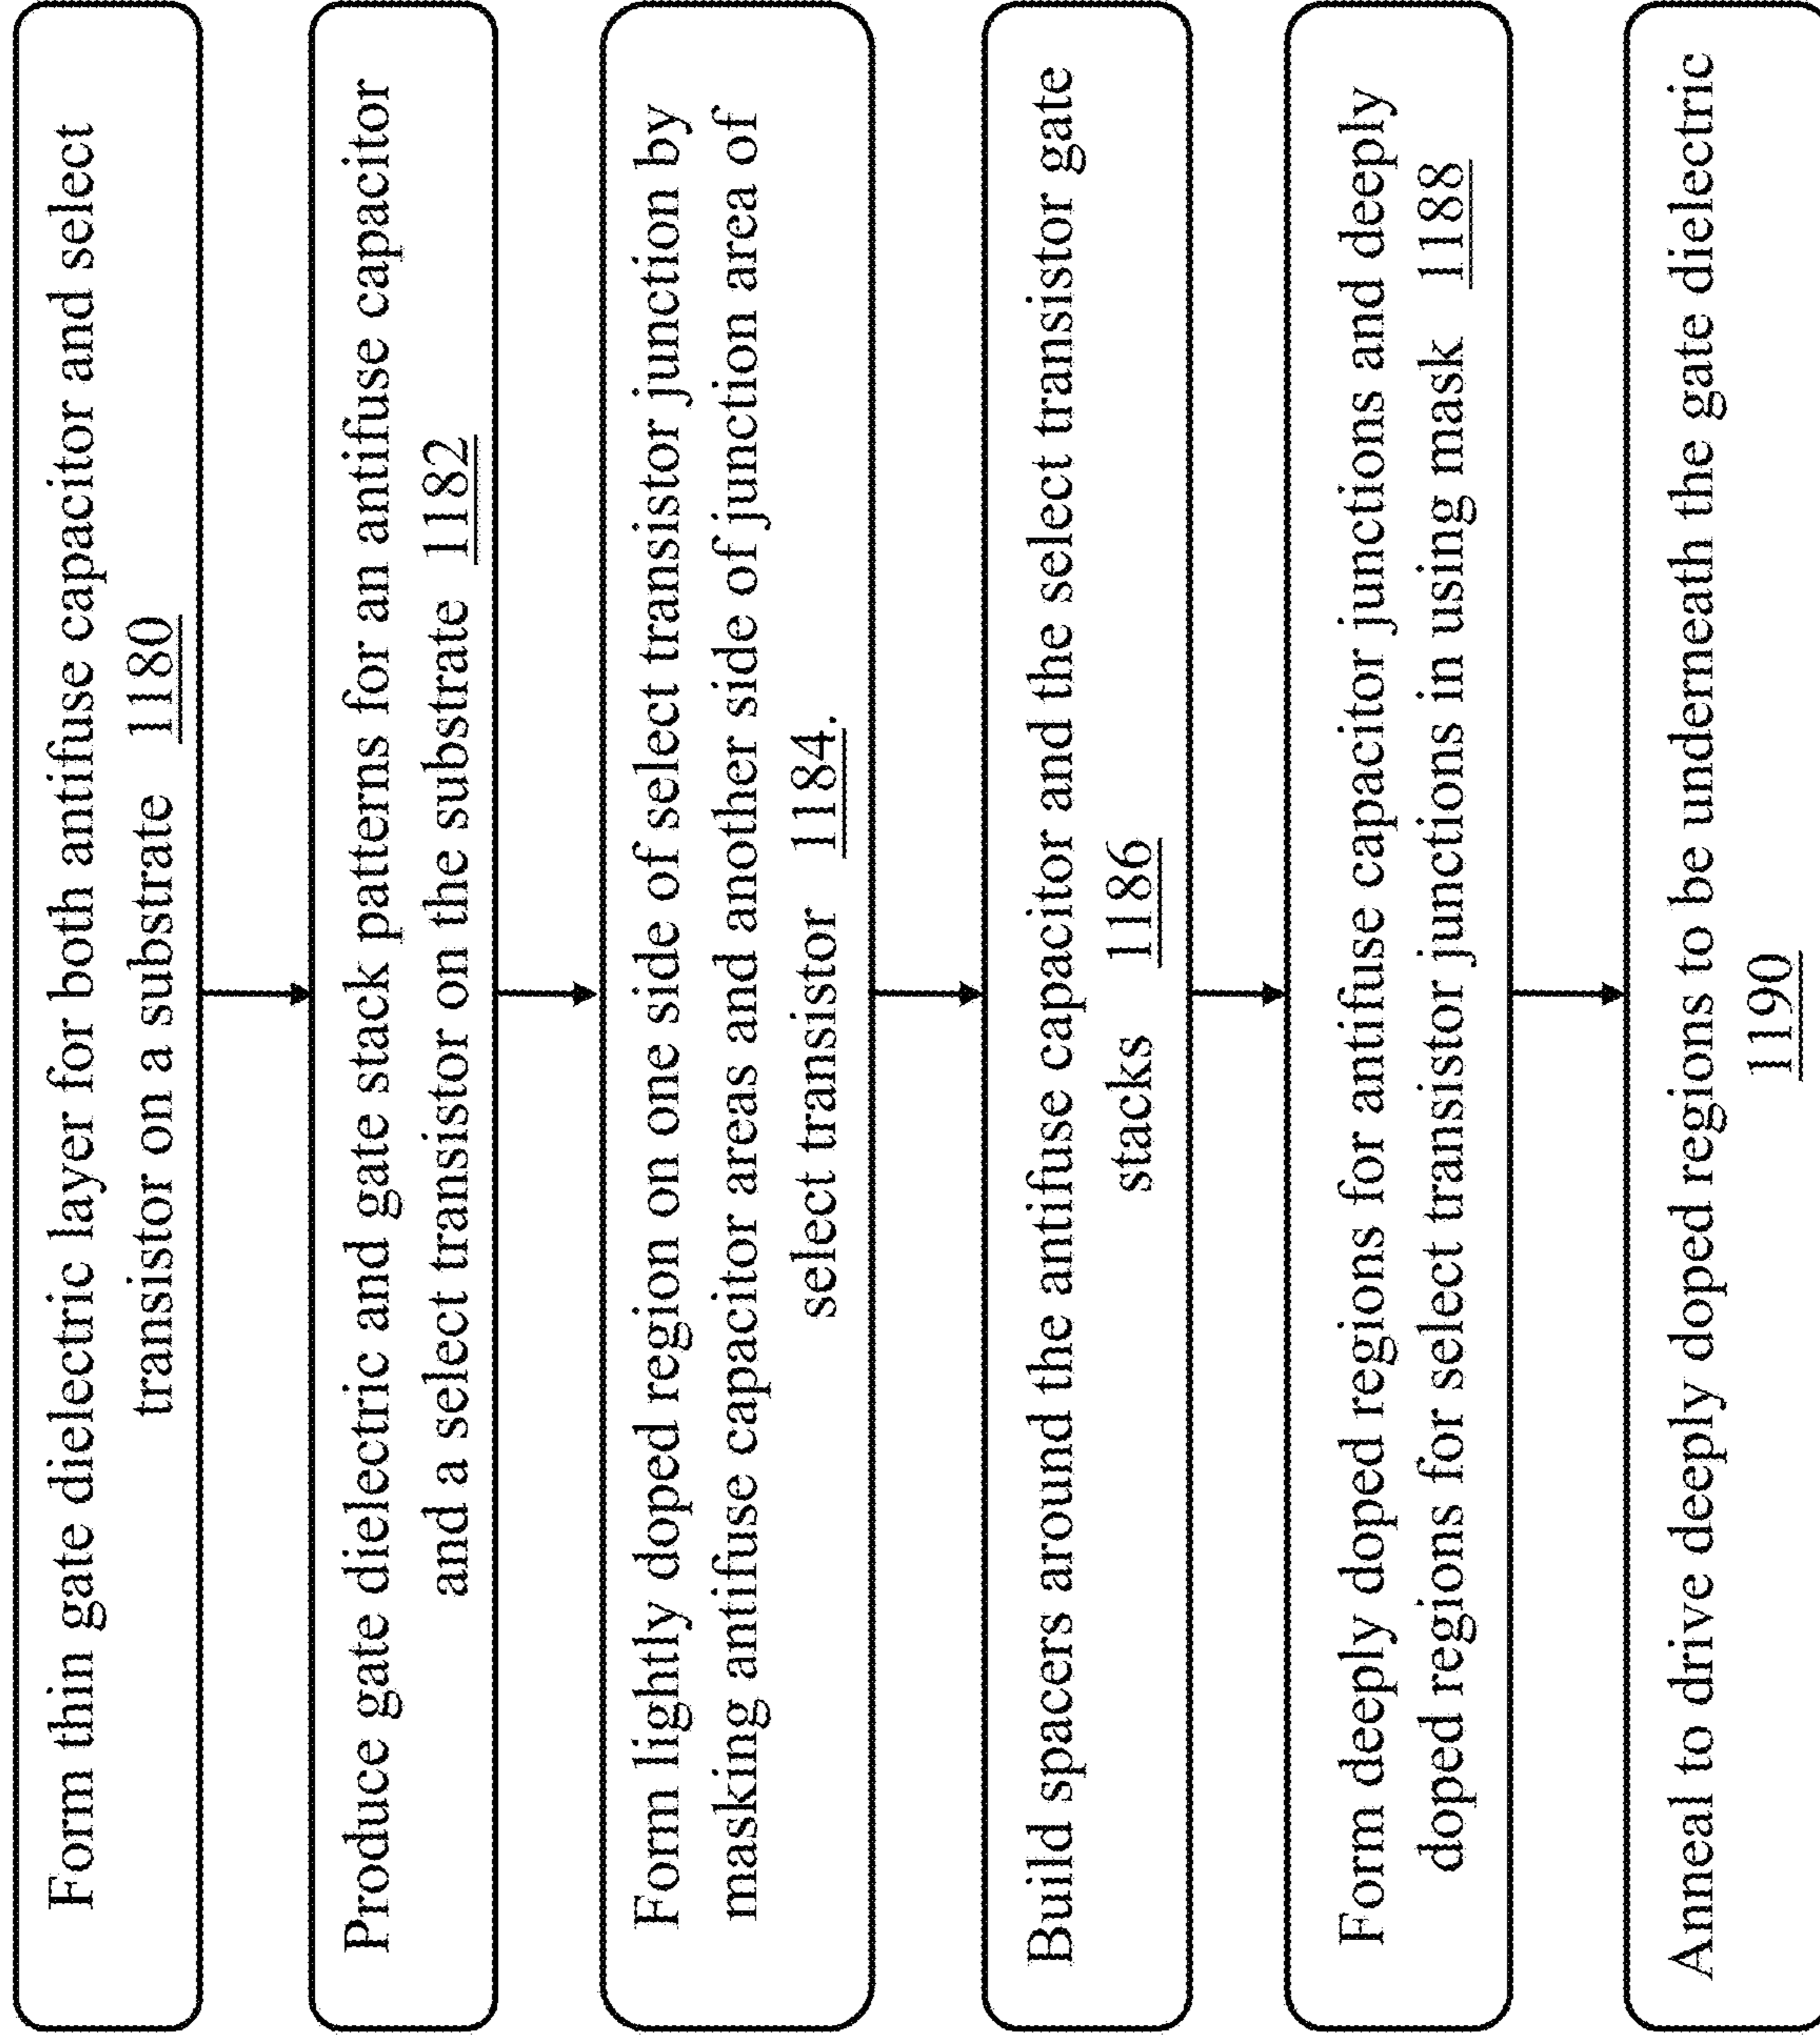 Form thin gate dielectric layer for both antifuse capacitor and select
transistor on a substrate 1180
Produce gate dielectric and gate stack patterns for an antifuse capacitor
and a select transistor on the substrate 1182
Form lightly doped region on one side of select transistor junction by
masking antifuse capacitor areas and another side of junction area of
select transistor 1184.
Build spacers around the antifuse capacitor and the select transistor gate
stacks 1186
Form deeply doped regions for antifuse capacitor junctions and deeply
doped regions for select transistor junctions in using mask 1188
Anneal to drive deeply doped regions to be underneath the gate dielectric
1190